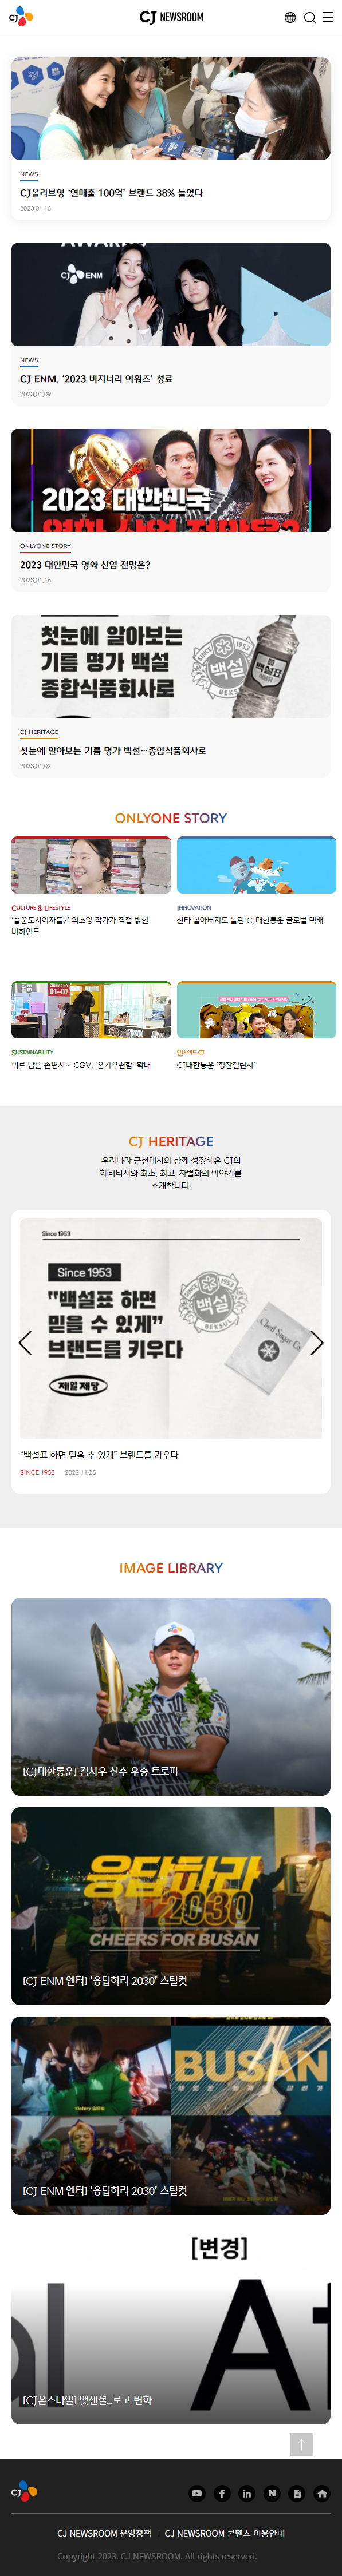 CJ NEWSROOM
NEWS
CJ올리브영 '연매출 100억' 브랜드 38% 늘었다
2023.01.16
CJ ENM
NEWS
CJ ENM, '2023 비저너리 어워즈' 성료
2023.01.09
2023 대한민국
ONLYONE STORY
2023 대한민국 영화 산업 전망은?
2023.01.16
첫눈에 알아보는
기름 명가 백설
종합식품회사로
백설
백설표
CJ HERITAGE
첫눈에 알아보는 기름 명가 백설…종합식품회사로
2023.01.02
ONLYONE STORY
CULTURE & LIFESTYLE
'술꾼도시여자들2' 위소영 작가가 직접 밝힌
비하인드
INNOVATION
산타 할아버지도 놀란 CJ대한통운 글로벌 택배
01-07
SUSTAINABILITY
위로 담은 손편지… CGV, '온기우편함' 확대
인사이드 CJ
CJ대한통운 '칭찬챌린지'
CJ HERITAGE
우리나라 근현대사와 함께 성장해온 CJ의
헤리티지와 최초, 최고, 차별화의 이야기를
소개합니다.
Since 1953
Since 1953
"백설표 하면
믿을 수 있게"
브랜드를 키우다
백설
BEKSUL
제일제당
"백설표 하면 믿을 수 있게" 브랜드를 키우다
SINCE 1953 2022.11.25
IMAGE LIBRARY
[CJ대한통운] 김시우 선수 우승 트로피
응답하라
2030
CHEERS FOR BUSAN
[CJ ENM 엔터] '응답하라 2030' 스틸컷
BUSAN
[CJ ENM 엔터] '응답하라 2030' 스틸컷
[변경]
[CJ온스타일] 앳센셜_로고 변화
CJ
CJ NEWSROOM 운영정책 | CJ NEWSROOM 콘텐츠 이용안내
Copyright 2023. CJ NEWSROOM. All rights reserved.